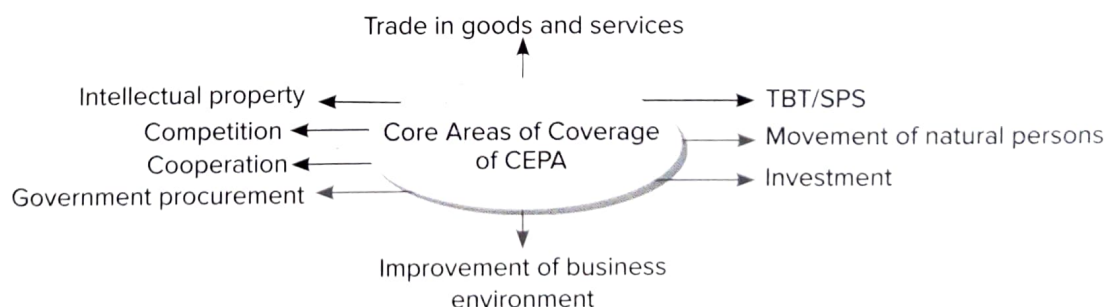 Trade in goods and services
Intellectual property
TBT/SPS
Competition
Core Areas of Coverage
of CEPA
Movement of natural persons
Cooperation
Investment
Government procurement
Improvement of business
environment